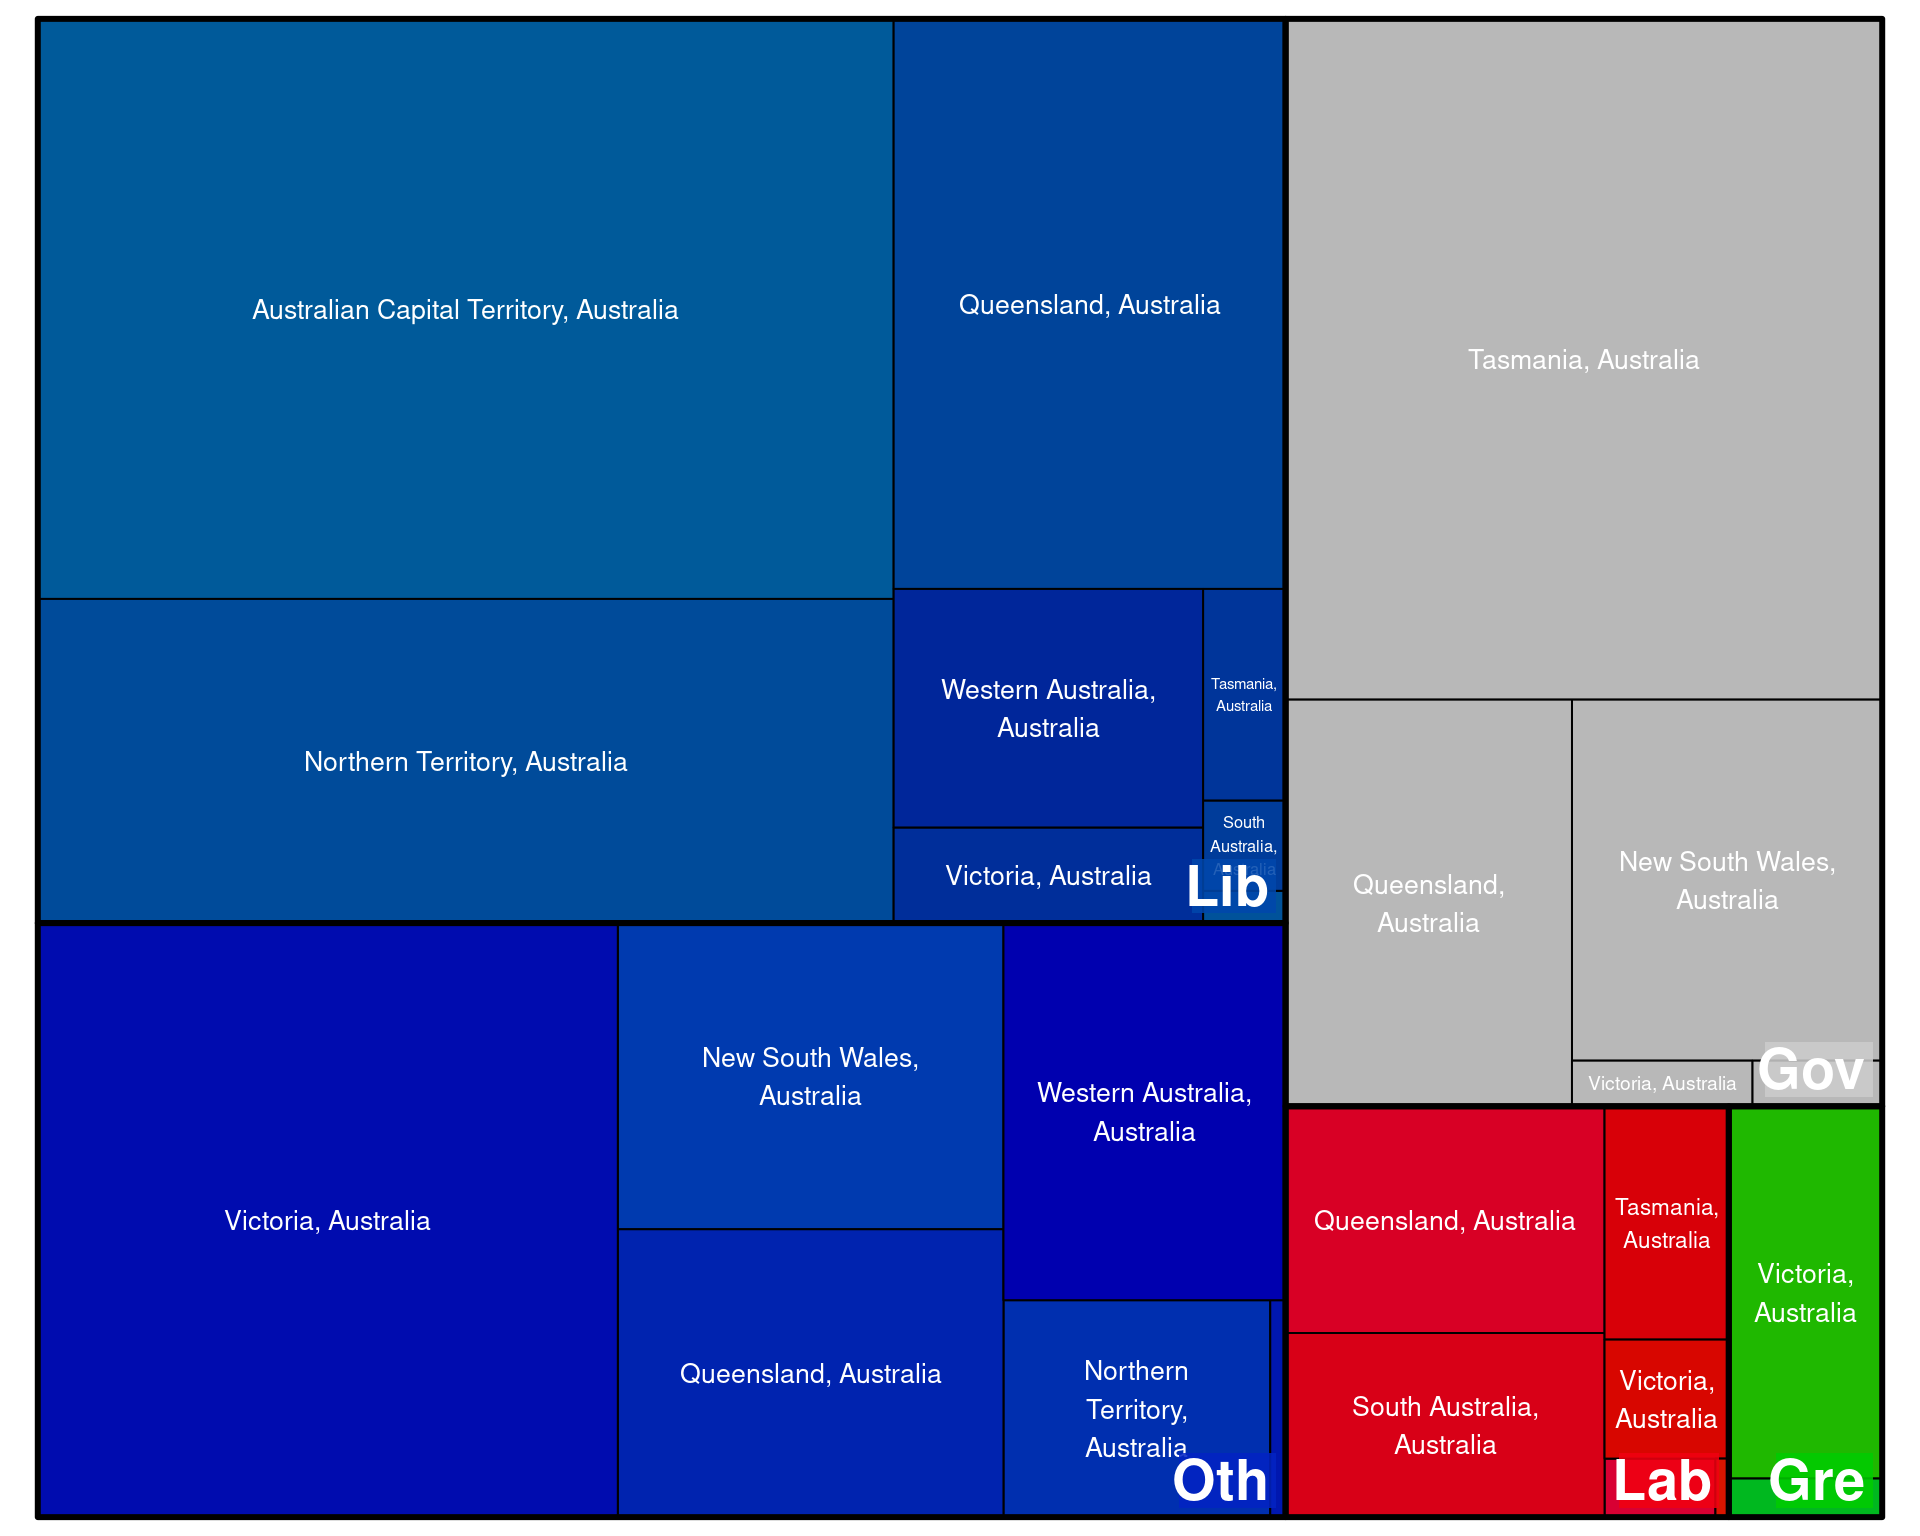 Australian Capital Territory, Australia
Queensland, Australia
Tasmania, Australia
Northern Territory, Australia
Western Australia,
Australia
Tasmania,
Australia
South
Australia,
Australia
Victoria, Australia
Lib
Queensland,
Australia
New South Wales,
Australia
Victoria, Australia
Gov
Victoria, Australia
New South Wales,
Australia
Queensland, Australia
Western Australia,
Australia
Northern
Territory,
Australia
Oth
Queensland, Australia
Tasmania,
Australia
South Australia,
Australia
Victoria,
Australia
Lab
Victoria,
Australia
Gre